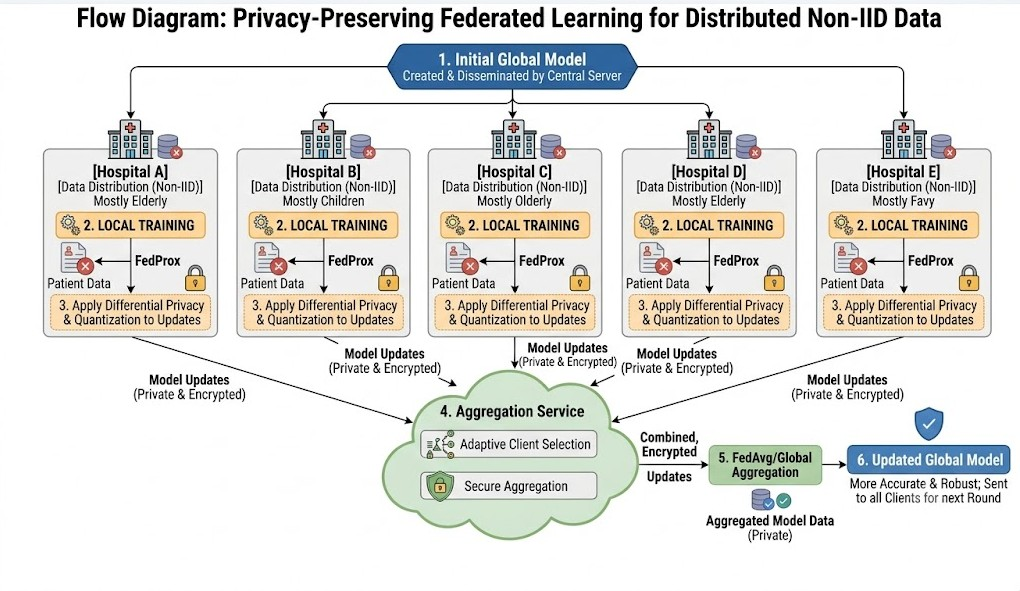 Flow Diagram: Privacy-Preserving Federated Learning for Distributed Non-IID Data
1. Initial Global Model
Created & Disseminated by Central Server
[Hospital A]
[Data Distribution (Non-IID)]
Mostly Elderly
2. LOCAL TRAINING
FedProx
Patient Data
3. Apply Differential Privacy
& Quantization to Updates
[Hospital B]
[Data Distribution (Non-IID)]
Mostly Children
2. LOCAL TRAINING
FedProx
Patient Data
3. Apply Differential Privacy
& Quantization to Updates
[Hospital C]
[Data Distribution (Non-IID)]
Mostly Olderly
2. LOCAL TRAINING
FedProx
Patient Data
3. Apply Differential Privacy
& Quantization to Updates
[Hospital D]
[Data Distribution (Non-IID)]
Mostly Elderly
2. LOCAL TRAINING
FedProx
Patient Data
3. Apply Differential Privacy
& Quantization to Updates
[Hospital E]
[Data Distribution (Non-IID)]
Mostly Favy
2. LOCAL TRAINING
FedProx
Patient Data
3. Apply Differential Privacy
& Quantization to Updates
Model Updates
(Private & Encrypted)
Model Updates
(Private & Encrypted)
Model Updates
(Private & Encrypted)
Model Updates
(Private & Encrypted)
Model Updates
(Private & Encrypted)
4. Aggregation Service
Adaptive Client Selection
Secure Aggregation
Combined,
Encrypted
Updates
5. FedAvg/Global
Aggregation
Aggregated Model Data
(Private)
6. Updated Global Model
More Accurate & Robust; Sent
to all Clients for next Round